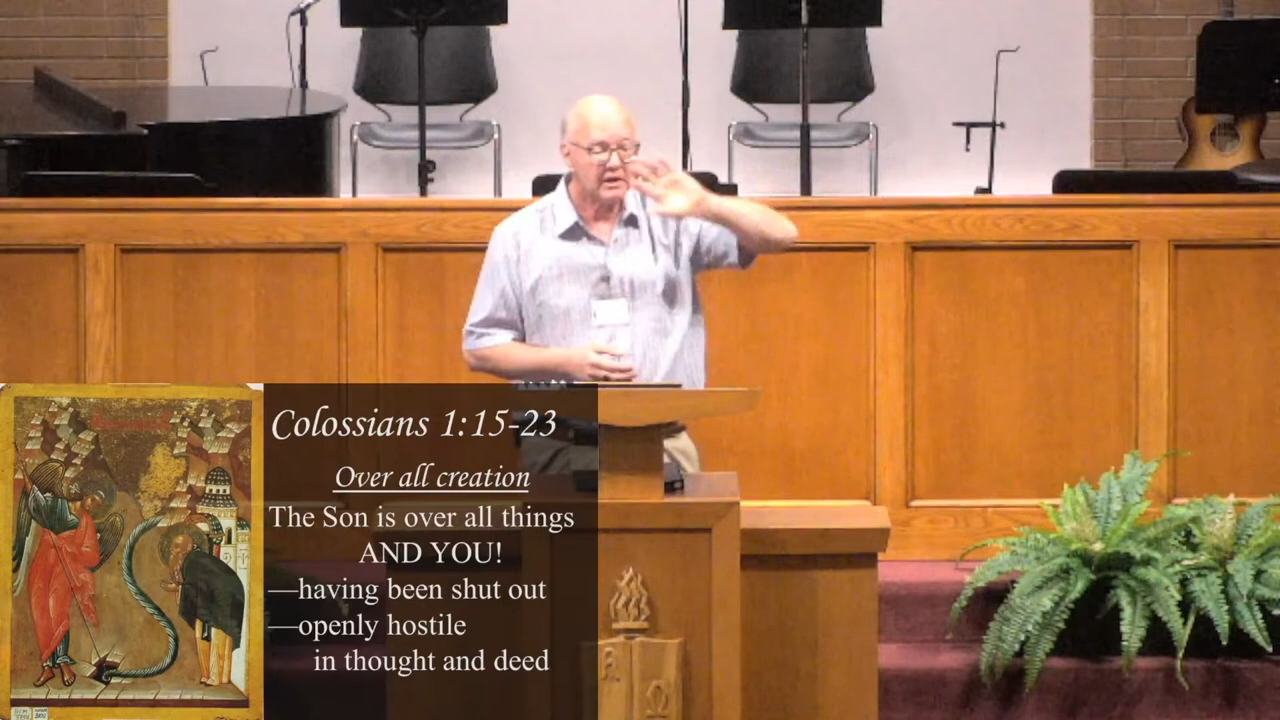 Colossians 1:15-23
Over all creation
The Son is over all things
AND YOU!
—having been shut out
—openly hostile
in thought and deed